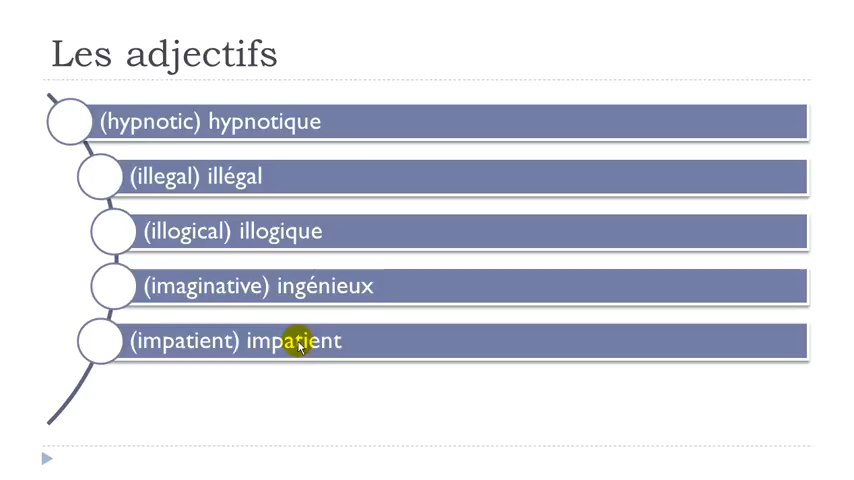 Les adjectifs
(hypnotic) hypnotique
(illegal) illégal
(illogical) illogique
(imaginative) ingénieux
(impatient) impatient